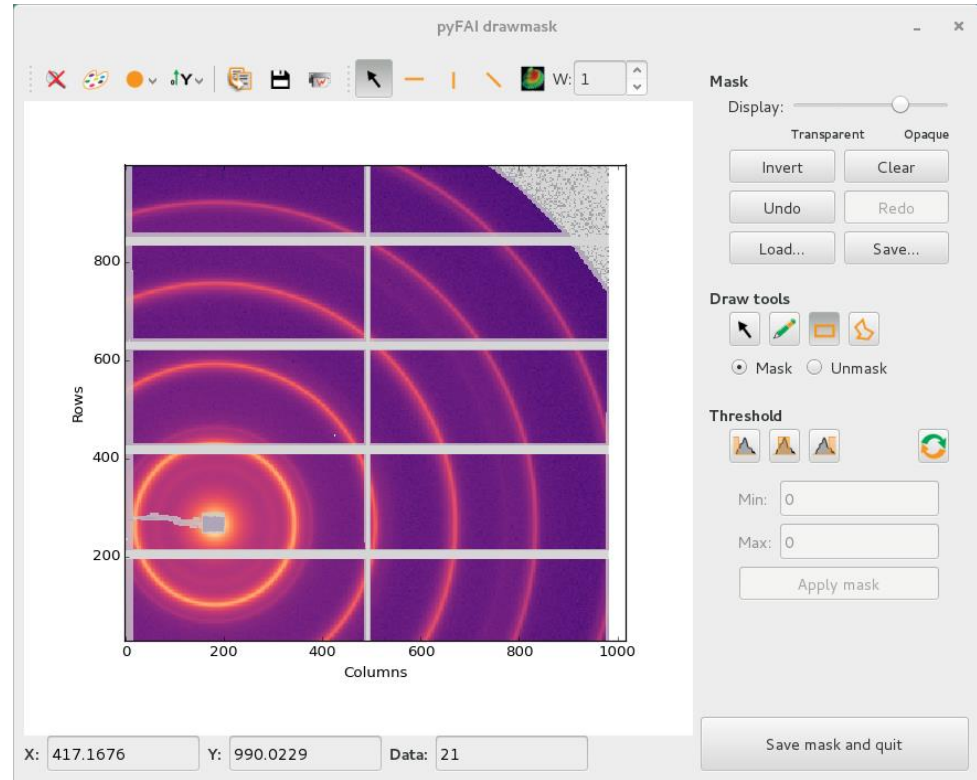 pyFAI drawmask
W: 1
Mask
Display:
Transparent Opaque
Invert Clear
Undo Redo
Load... Save...
Draw tools
Mask Unmask
Threshold
Min: 0
Max: 0
Apply mask
800
600
400
200
Rows
0 200 400 600 800 1000
Columns
X: 417.1676 Y: 990.0229 Data: 21
Save mask and quit